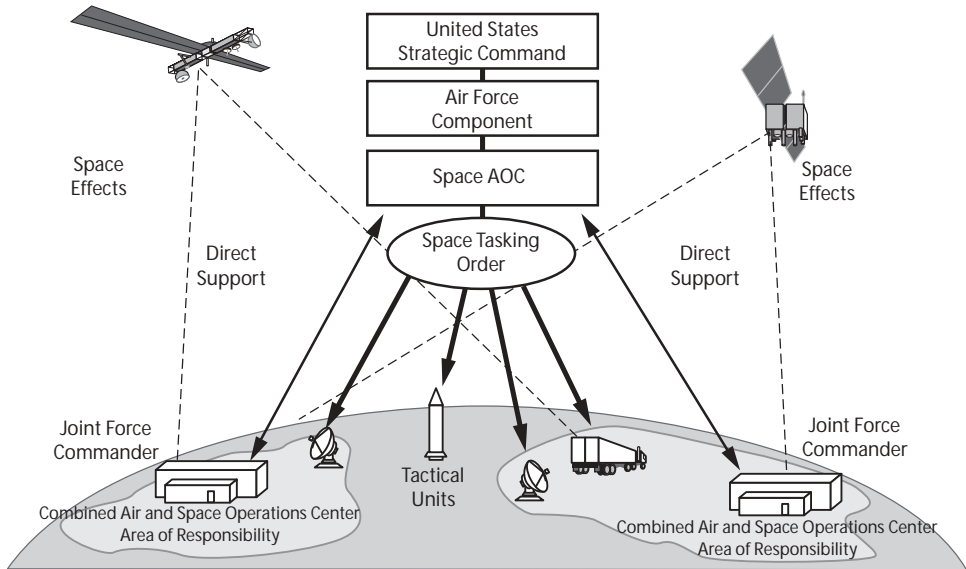 United States
Strategic Command
Air Force
Component
Space AOC
Space Tasking
Order
Space
Effects
Space
Effects
Direct
Support
Direct
Support
Joint Force
Commander
Joint Force
Commander
Tactical
Units
Combined Air and Space Operations Center
Area of Responsibility
Combined Air and Space Operations Center
Area of Responsibility